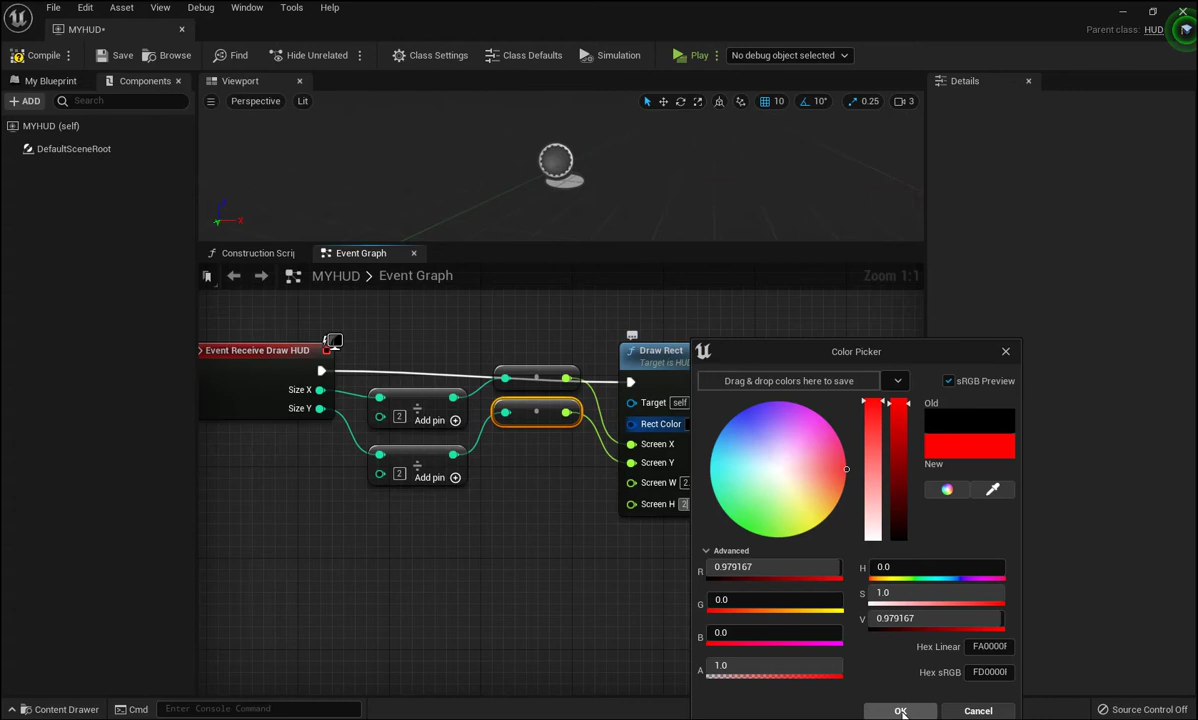 File Edit Asset View Debug Window Tools Help
MYHUD•
Parent class: HUD
Compile Save Browse Find Hide Unrelated Class Settings Class Defaults Simulation Play No debug object selected
My Blueprint Components Viewport Details
ADD Search Perspective Lit 10 10° 0.25 3
MYHUD (self)
DefaultSceneRoot
Z
Y
X
Construction Scrip Event Graph
MYHUD > Event Graph Zoom 1:1
Event Receive Draw HUD
Size X
Size Y
2 ÷ Add pin
2 ÷ Add pin
Draw Rect
Target is HUD
Target self
Rect Color
Screen X
Screen Y
Screen W 2
Screen H 2
Color Picker
Drag & drop colors here to save sRGB Preview
Old
New
Advanced
R 0.979167
G 0.0
B 0.0
A 1.0
H 0.0
S 1.0
V 0.979167
Hex Linear FA0000F
Hex sRGB FD0000F
OK Cancel
Content Drawer Cmd Enter Console Command Source Control Off